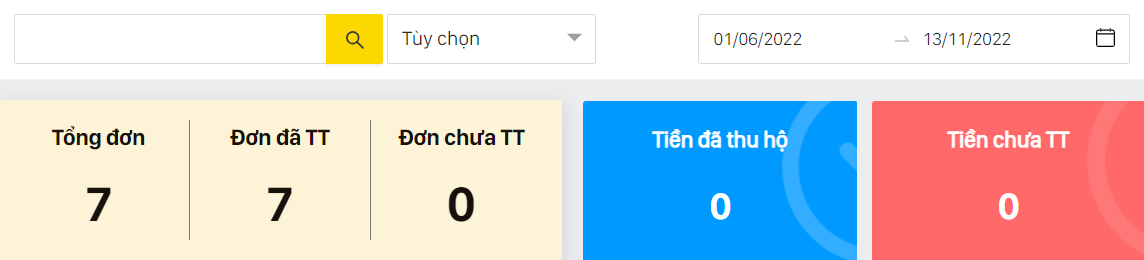 Tùy chọn
01/06/2022 → 13/11/2022
Tổng đơn
7
Đơn đã TT
7
Đơn chưa TT
0
Tiền đã thu hộ
0
Tiền chưa TT
0